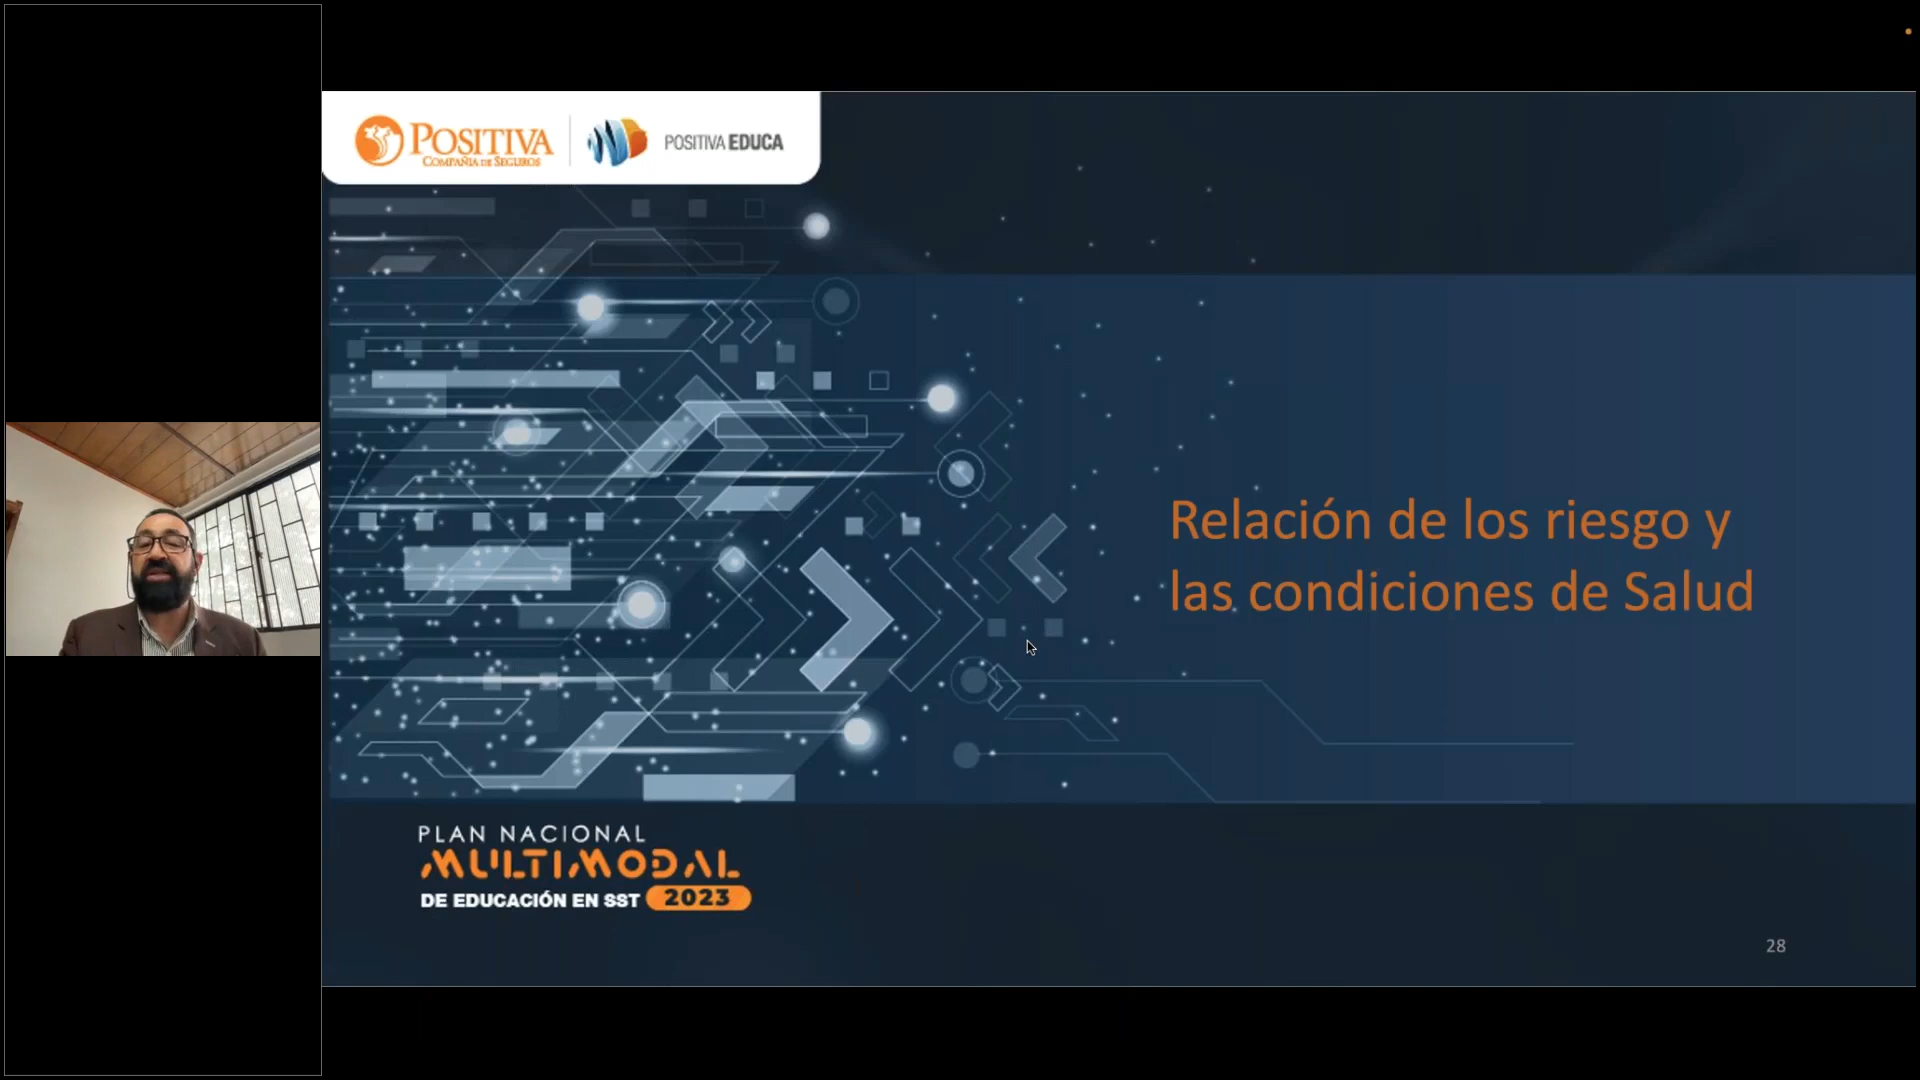 POSITIVA
COMPAÑIA DE SEGUROS
POSITIVA EDUCA
Relación de los riesgo y
las condiciones de Salud
PLAN NACIONAL
MULTIMODAL
DE EDUCACIÓN EN SST 2023
28